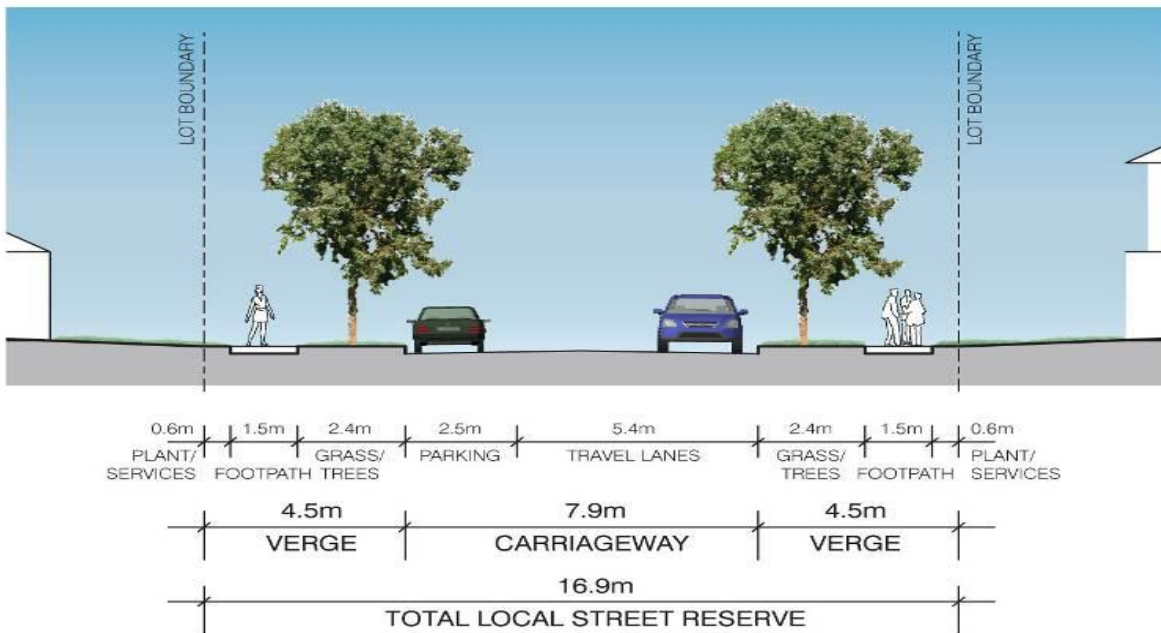 LOT BOUNDARY
LOT BOUNDARY
0.6m 1.5m 2.4m 2.5m 5.4m 2.4m 1.5m 0.6m
PLANT/ GRASS/ PARKING TRAVEL LANES GRASS/ PLANT/
SERVICES FOOTPATH TREES TREES FOOTPATH SERVICES
4.5m 7.9m 4.5m
VERGE CARRIAGEWAY VERGE
16.9m
TOTAL LOCAL STREET RESERVE